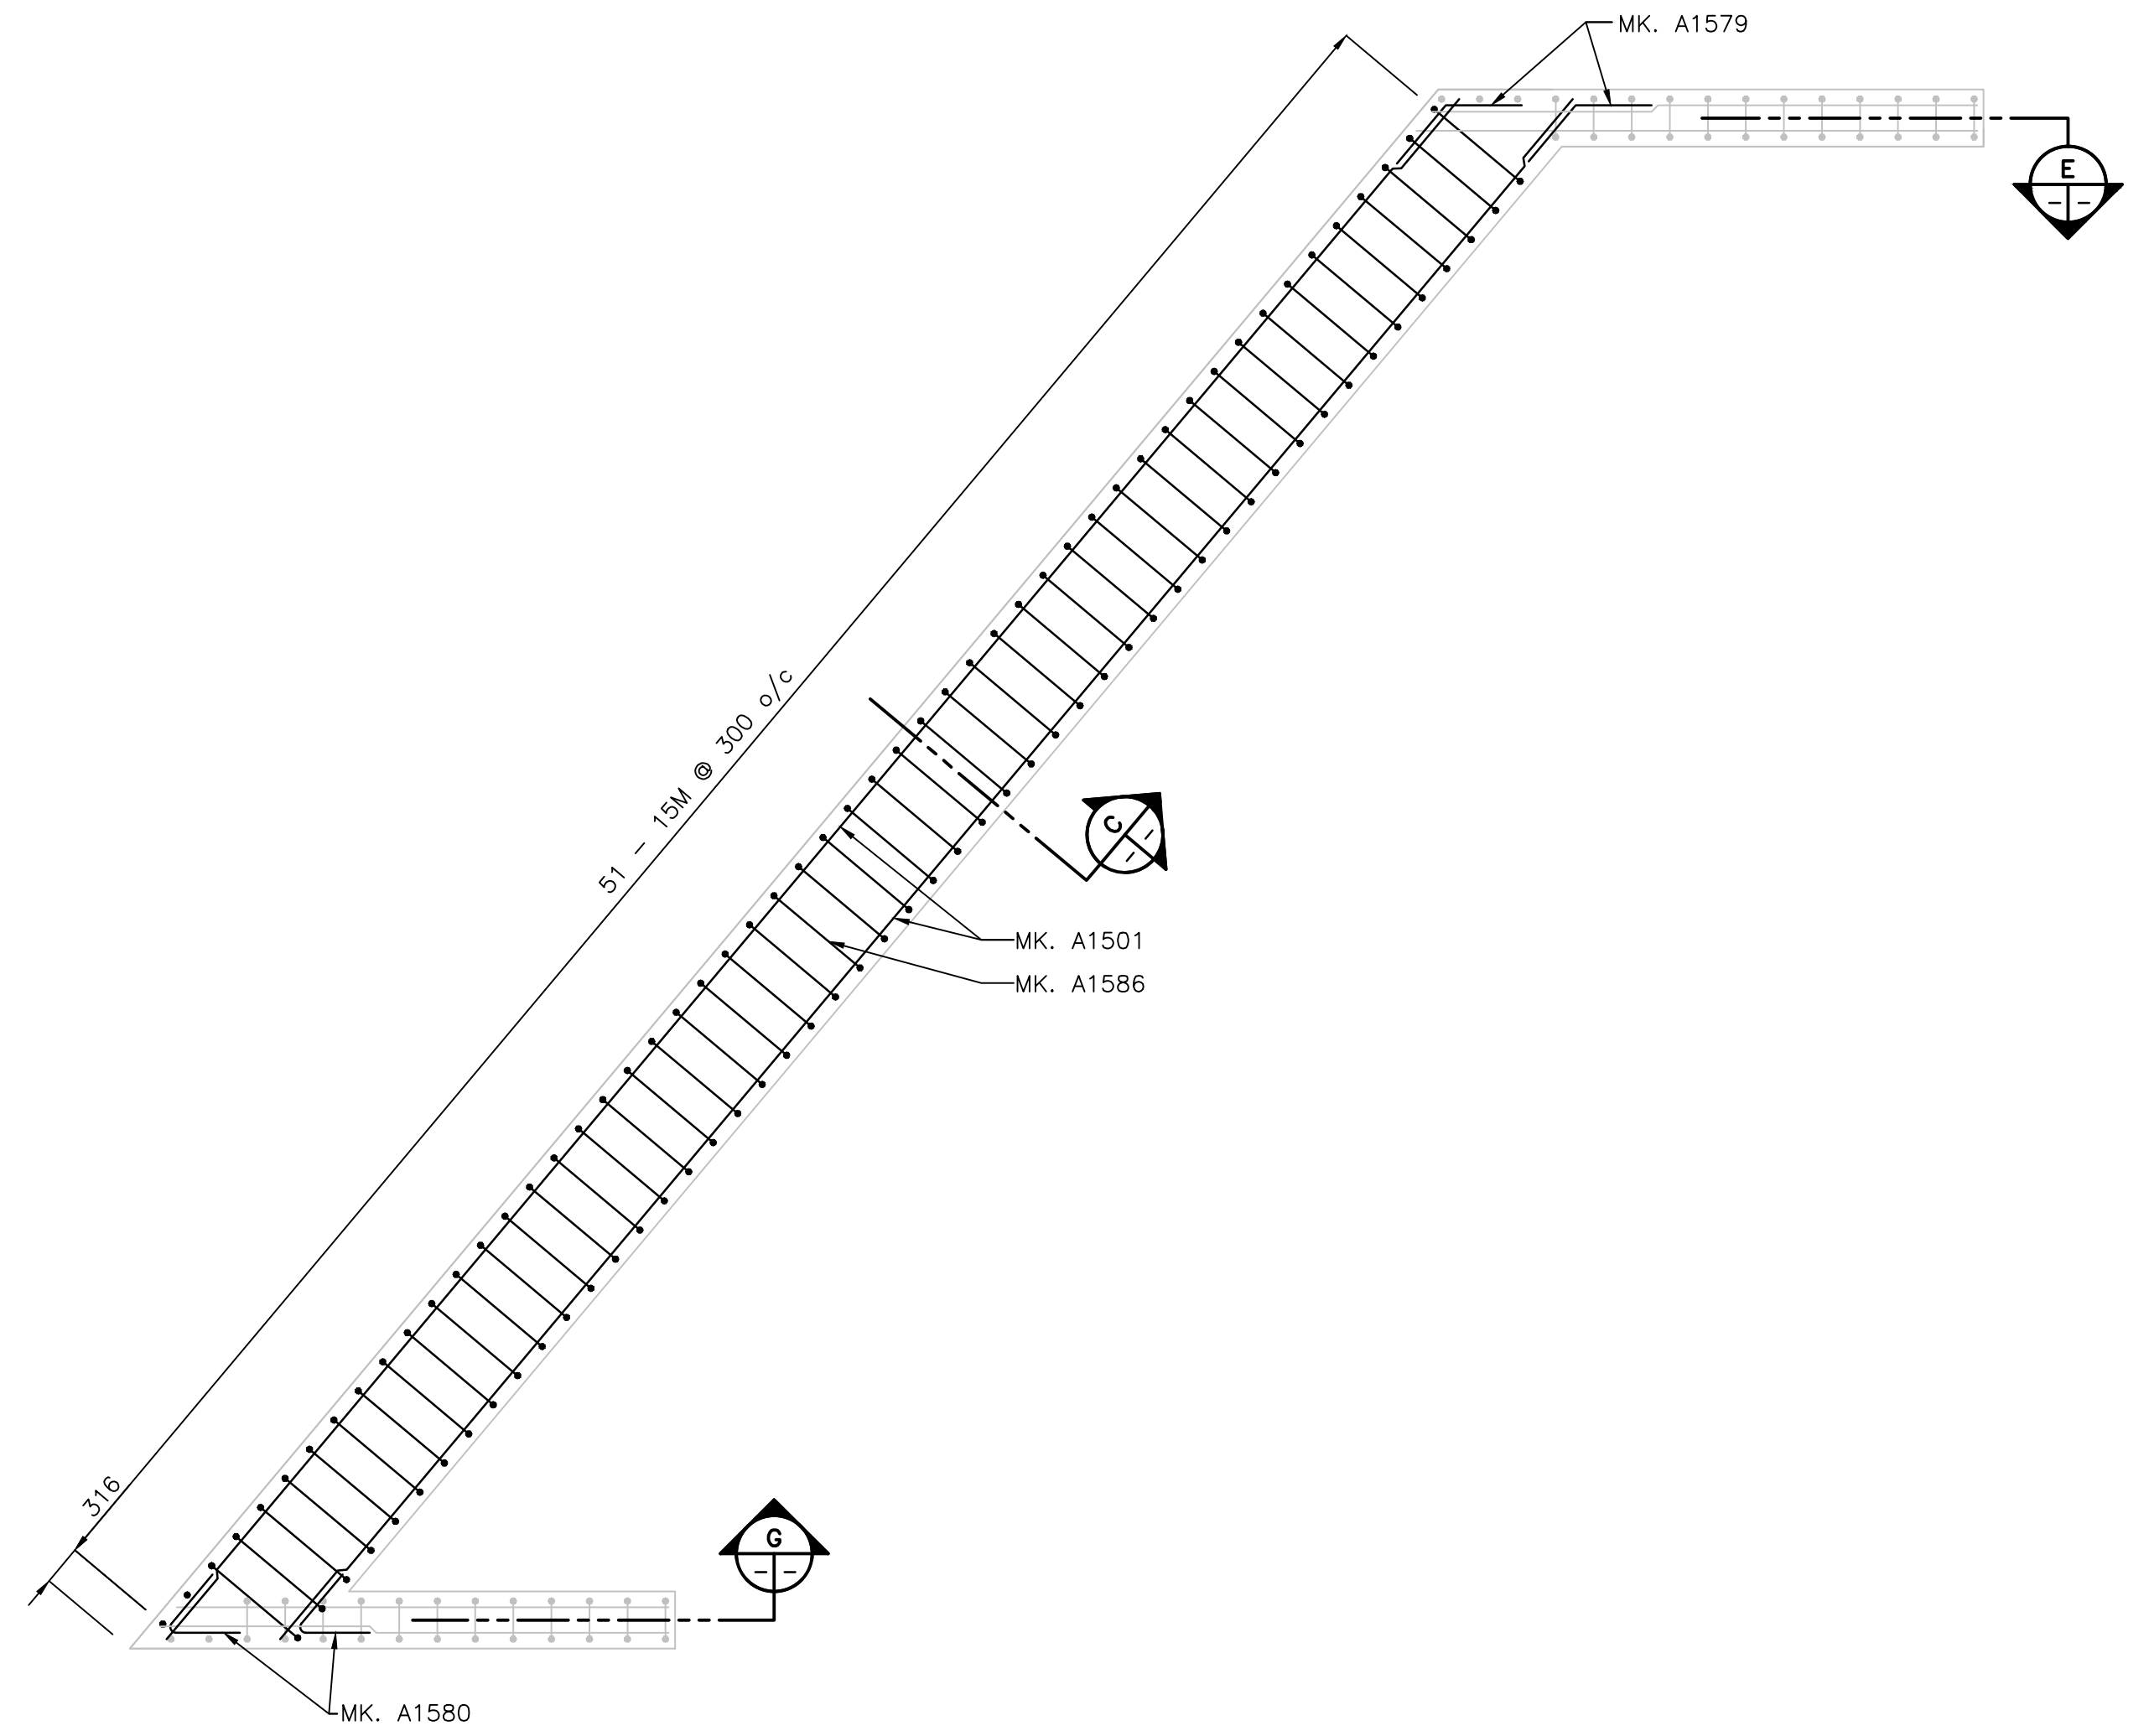 MK. A1579
E
- -
51 - 15M @ 300 o/c
C
- -
MK. A1501
MK. A1586
316
G
- -
MK. A1580